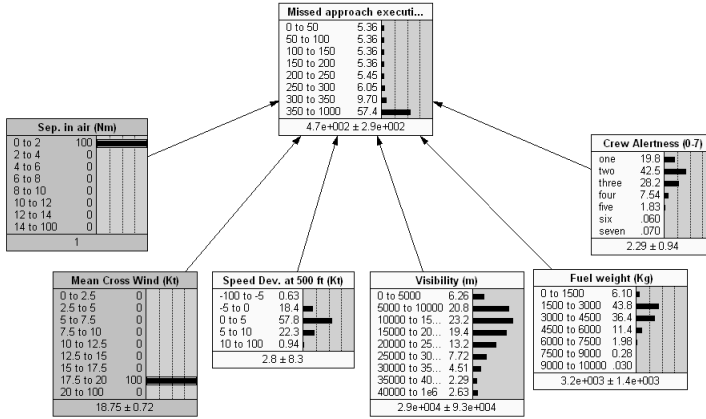 Missed approach executi...
0 to 50 5.36
50 to 100 5.36
100 to 150 5.36
150 to 200 5.36
200 to 250 5.45
250 to 300 6.05
300 to 350 9.70
350 to 1000 57.4
4.7e+002 ± 2.9e+002
Sep. in air (Nm)
0 to 2 100
2 to 4 0
4 to 6 0
6 to 8 0
8 to 10 0
10 to 12 0
12 to 14 0
14 to 100 0
1
Crew Alertness (0-7)
one 19.8
two 42.5
three 28.2
four 7.54
five 1.83
six .060
seven .070
2.29 ± 0.94
Mean Cross Wind (Kt)
0 to 2.5 0
2.5 to 5 0
5 to 7.5 0
7.5 to 10 0
10 to 12.5 0
12.5 to 15 0
15 to 17.5 0
17.5 to 20 100
20 to 100 0
18.75 ± 0.72
Speed Dev. at 500 ft (Kt)
-100 to -5 0.63
-5 to 0 18.4
0 to 5 57.8
5 to 10 22.3
10 to 100 0.94
2.8 ± 8.3
Visibility (m)
0 to 5000 6.26
5000 to 10000 20.8
10000 to 15... 23.2
15000 to 20... 19.4
20000 to 25... 13.2
25000 to 30... 7.72
30000 to 35... 4.51
35000 to 40... 2.29
40000 to 1e6 2.63
2.9e+004 ± 9.3e+004
Fuel weight (Kg)
0 to 1500 6.10
1500 to 3000 43.8
3000 to 4500 36.4
4500 to 6000 11.4
6000 to 7500 1.98
7500 to 9000 0.28
9000 to 10000 .030
3.2e+003 ± 1.4e+003